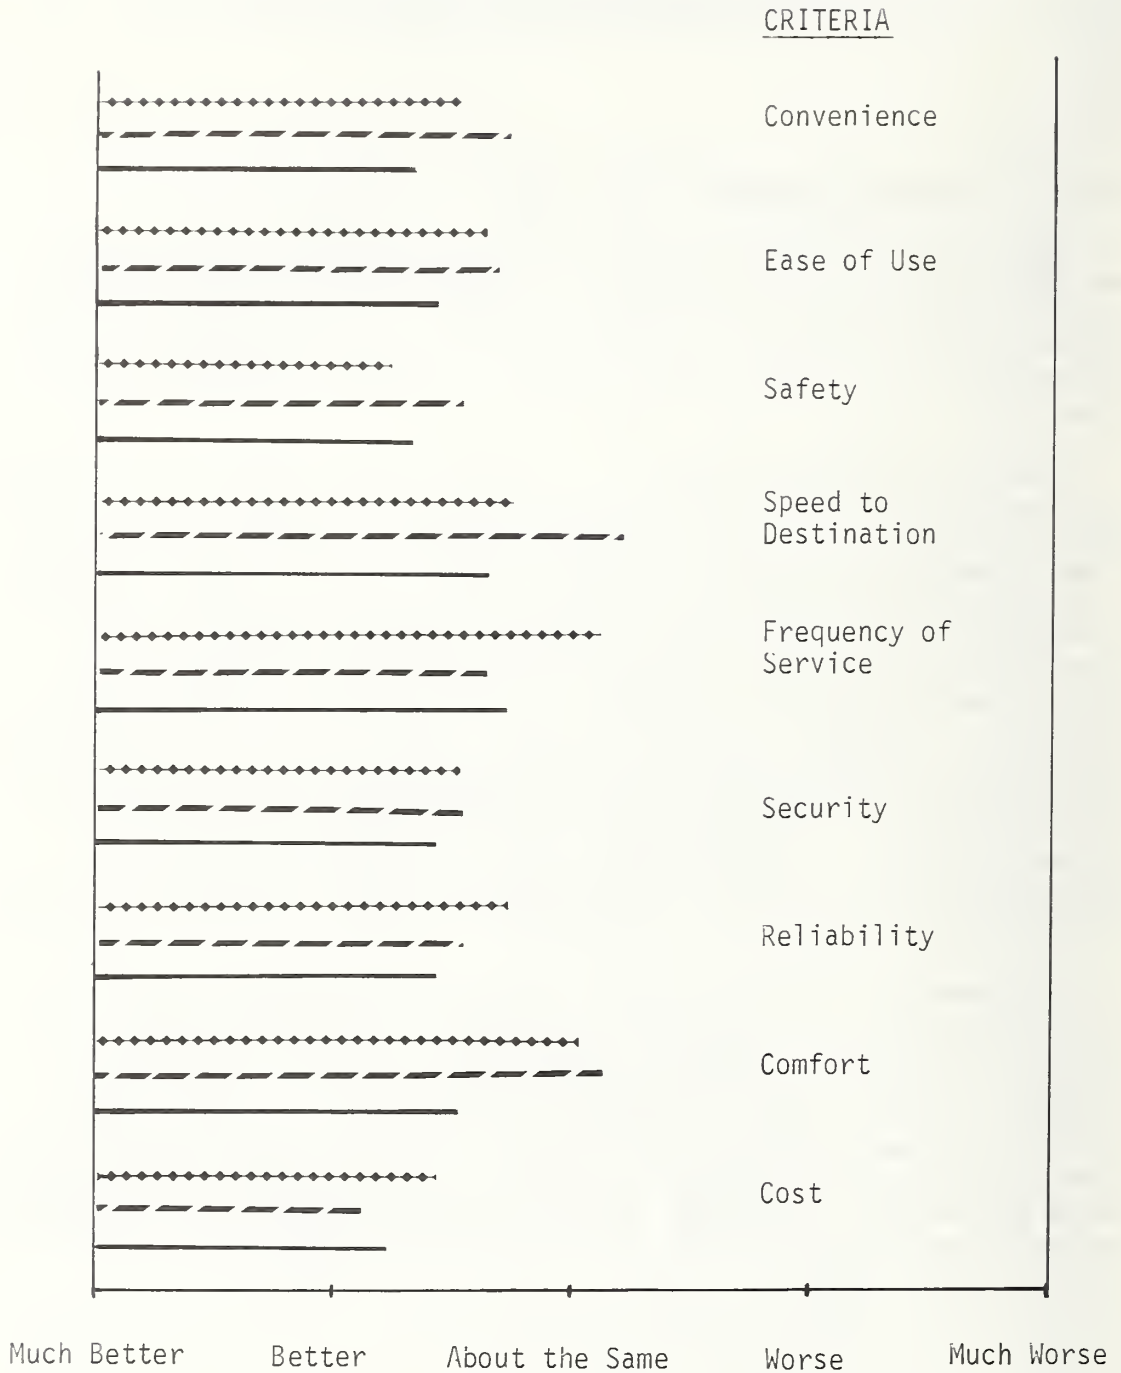 CRITERIA
Convenience
Ease of Use
Safety
Speed to
Destination
Frequency of
Service
Security
Reliability
Comfort
Cost
Much Better Better About the Same Worse Much Worse